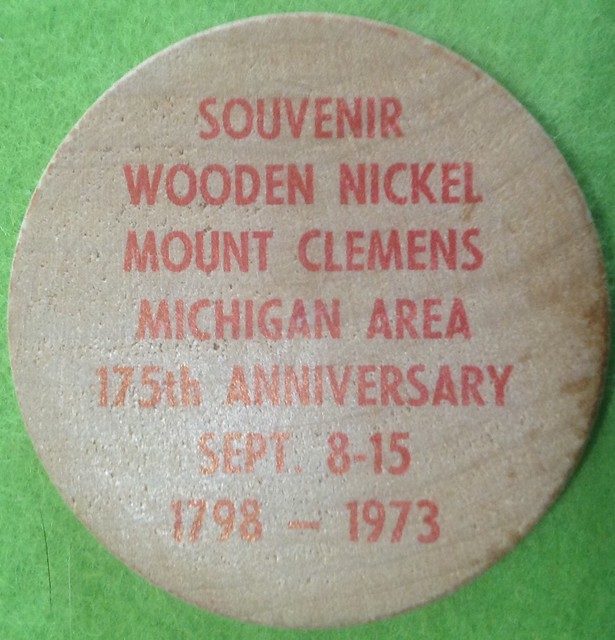 SOUVENIR
WOODEN NICKEL
MOUNT CLEMENS
MICHIGAN AREA
175th ANNIVERSARY
SEPT. 8-15
1798 — 1973